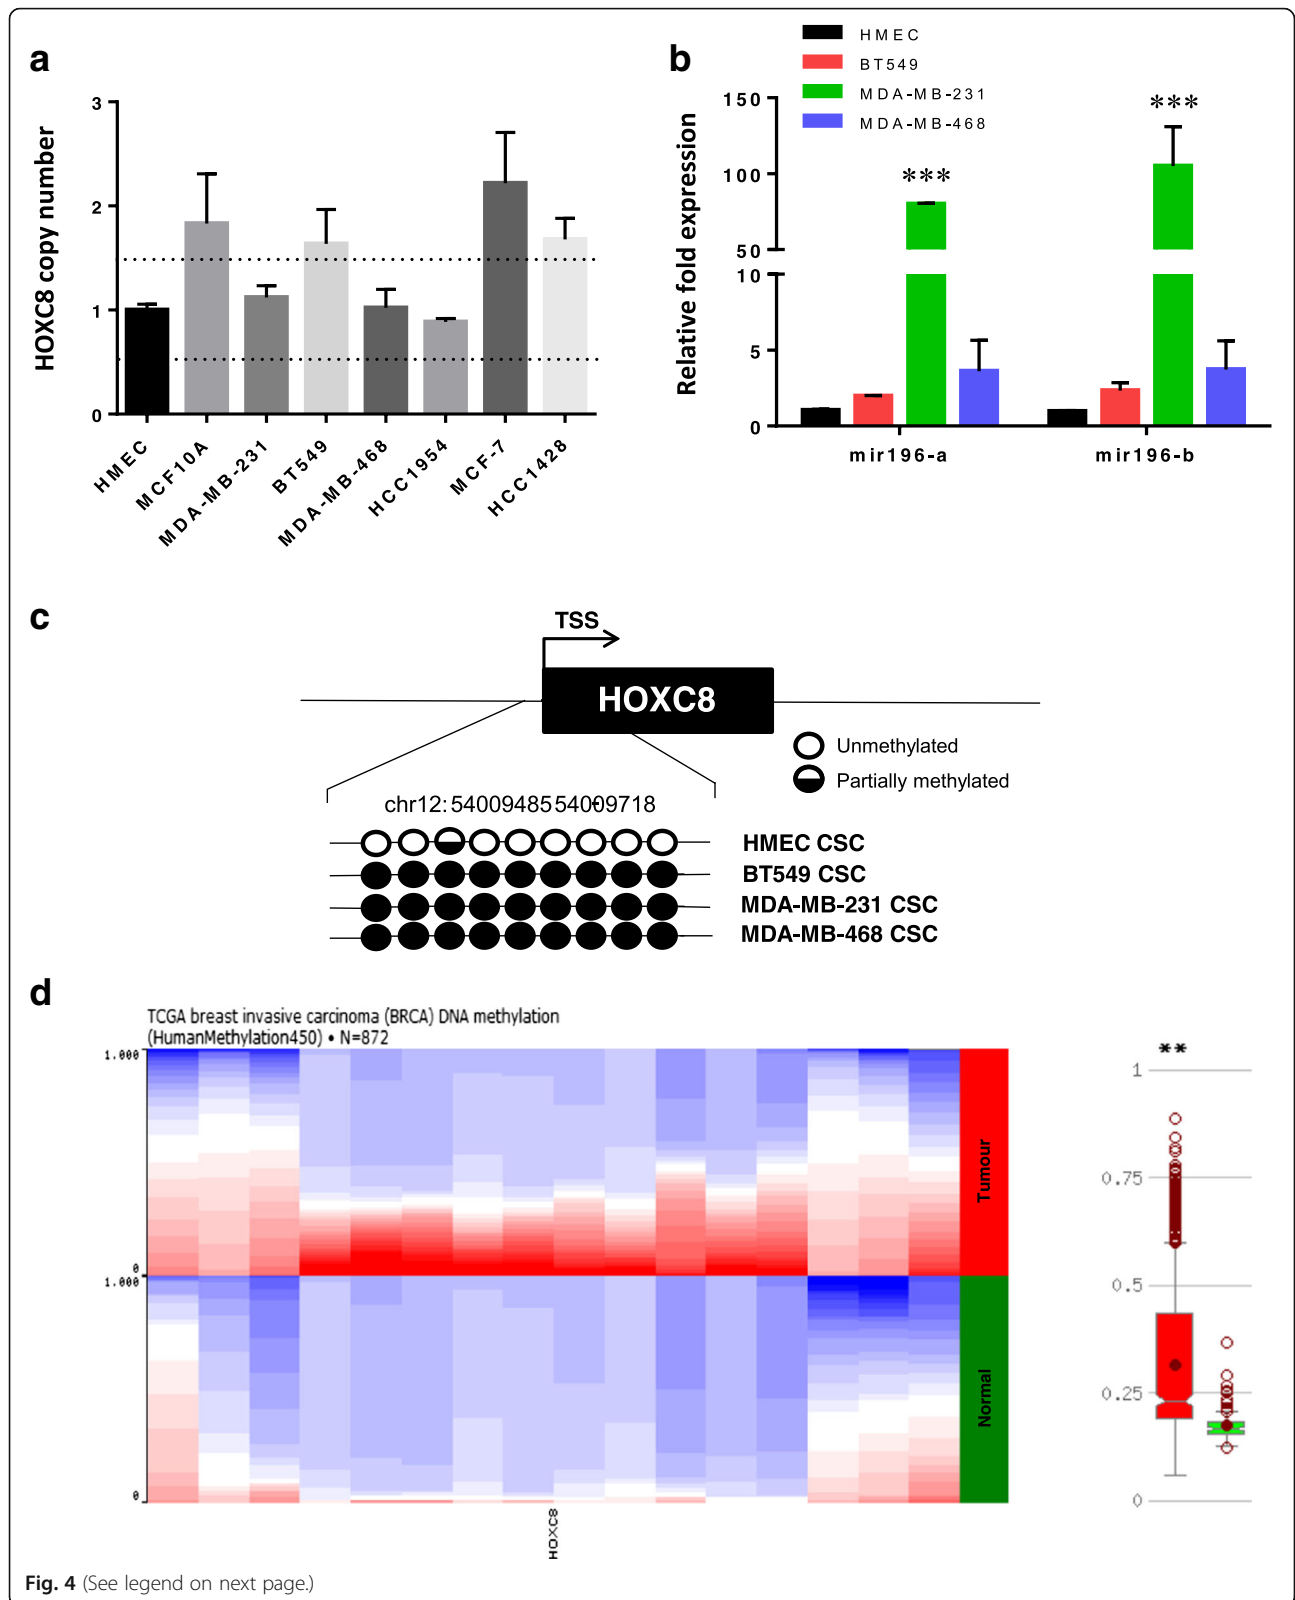 a
HOXC8 copy number
3
2
1
0
HMEC
MCF10A
MDA-MB-231
BT549
MDA-MB-468
HCC1954
MCF-7
HCC1428
b
HMEC
BT549
MDA-MB-231
MDA-MB-468
Relative fold expression
150
100
50
10
5
0
***
***
mir196-a
mir196-b
c
TSS
HOXC8
Unmethylated
Partially methylated
chr12: 54009485-54009718
HMEC CSC
BT549 CSC
MDA-MB-231 CSC
MDA-MB-468 CSC
d
TCGA breast invasive carcinoma (BRCA) DNA methylation
(HumanMethylation450) • N=872
1.000
0
1.000
0
Tumour
Normal
HOXC8
**
1
0.75
0.5
0.25
0
Fig. 4 (See legend on next page.)